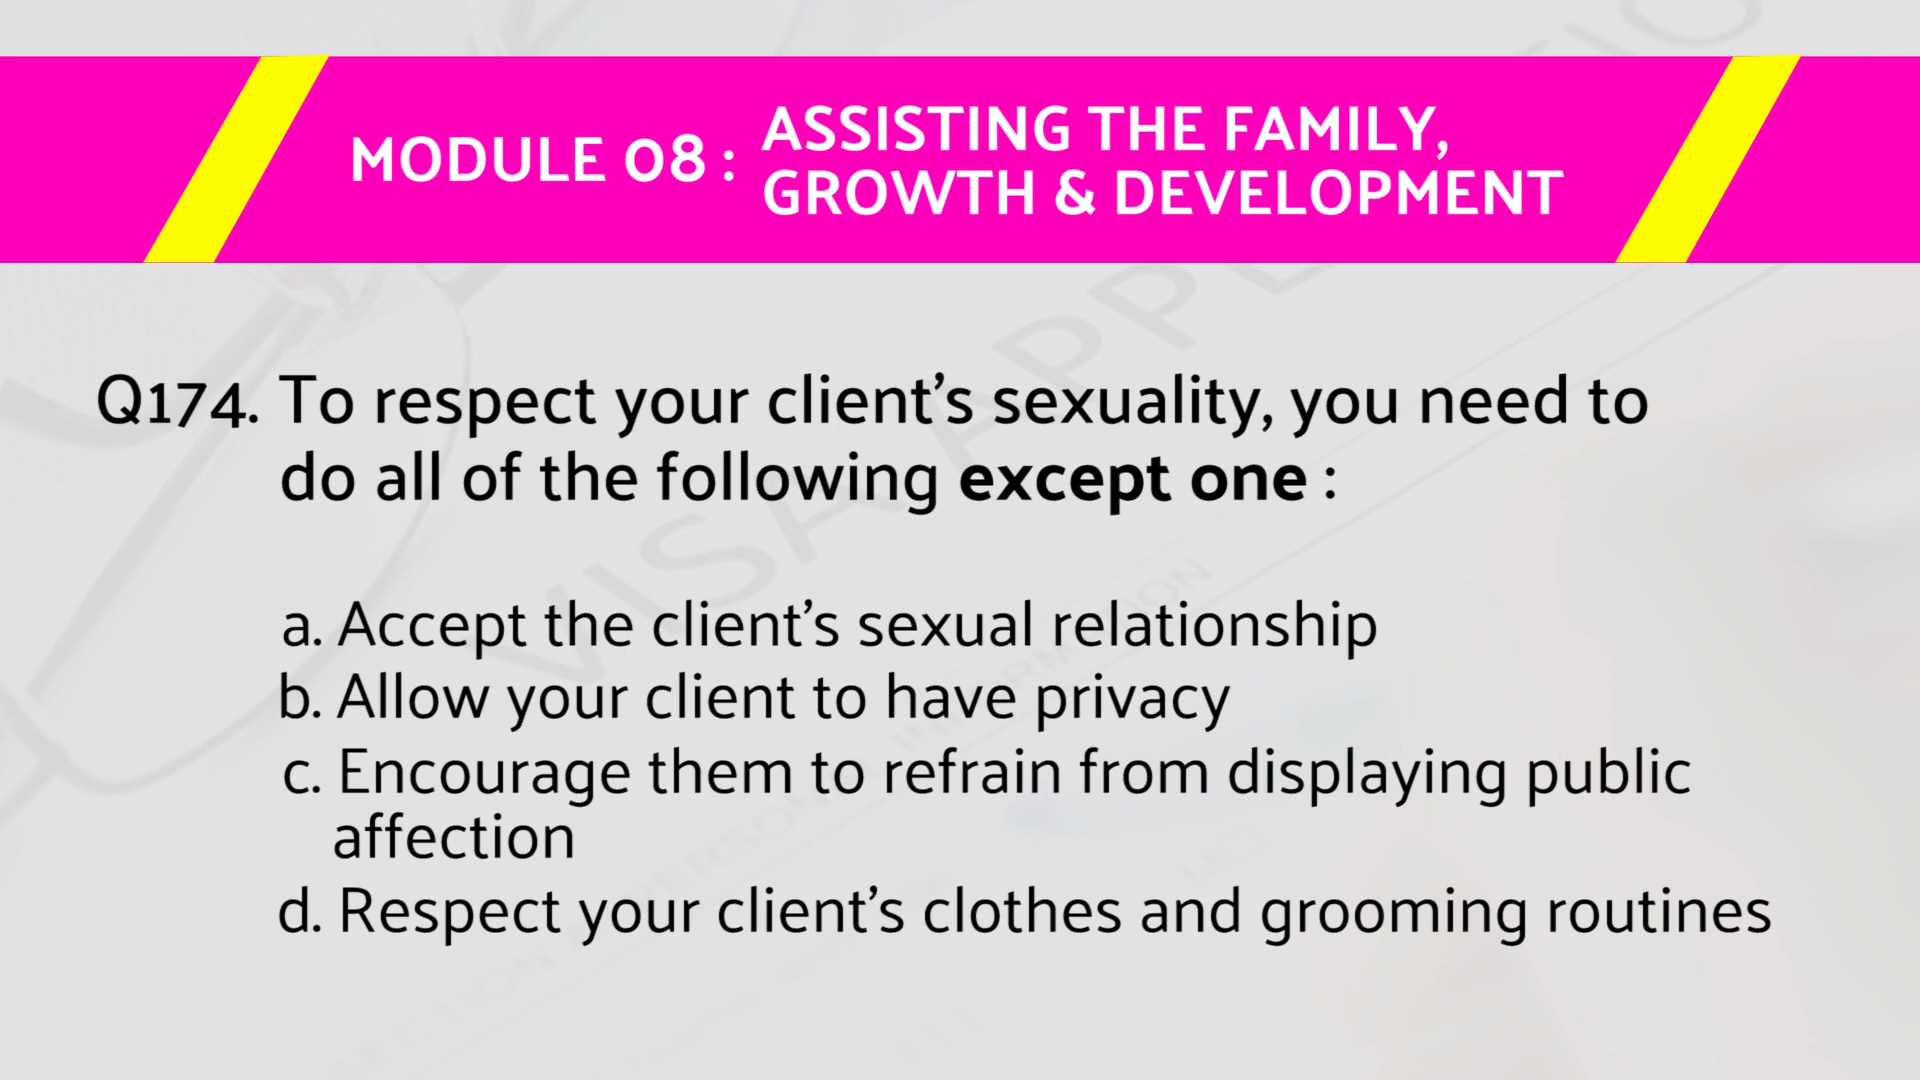 MODULE 08 : ASSISTING THE FAMILY,
GROWTH & DEVELOPMENT
Q174. To respect your client’s sexuality, you need to
do all of the following except one :
a. Accept the client’s sexual relationship
b. Allow your client to have privacy
c. Encourage them to refrain from displaying public
affection
d. Respect your client’s clothes and grooming routines
VISA APPL